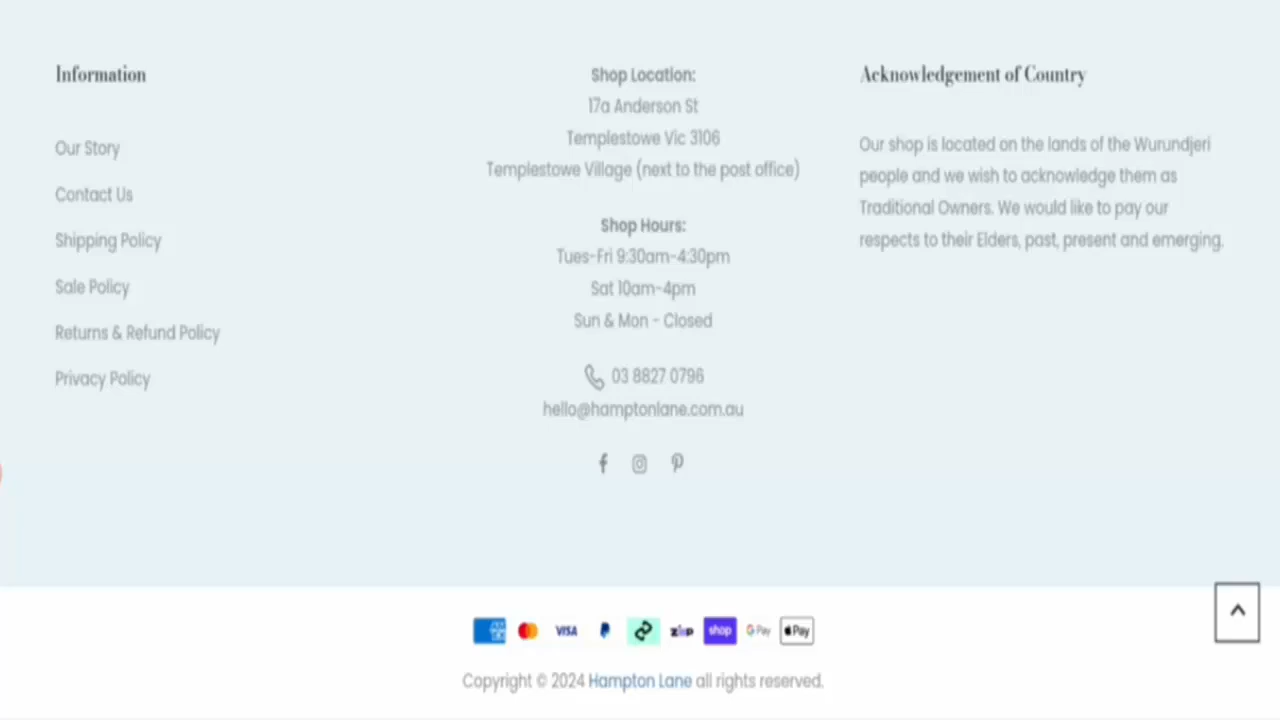 Information
Our Story
Contact Us
Shipping Policy
Sale Policy
Returns & Refund Policy
Privacy Policy
Shop Location:
17a Anderson St
Templestowe Vic 3106
Templestowe Village (next to the post office)
Shop Hours:
Tues-Fri 9:30am-4:30pm
Sat 10am-4pm
Sun & Mon - Closed
03 8827 0796
hello@hamptonlane.com.au
Acknowledgement of Country
Our shop is located on the lands of the Wurundjeri
people and we wish to acknowledge them as
Traditional Owners. We would like to pay our
respects to their Elders, past, present and emerging.
VISA zip shop G Pay Pay
Copyright © 2024 Hampton Lane all rights reserved.